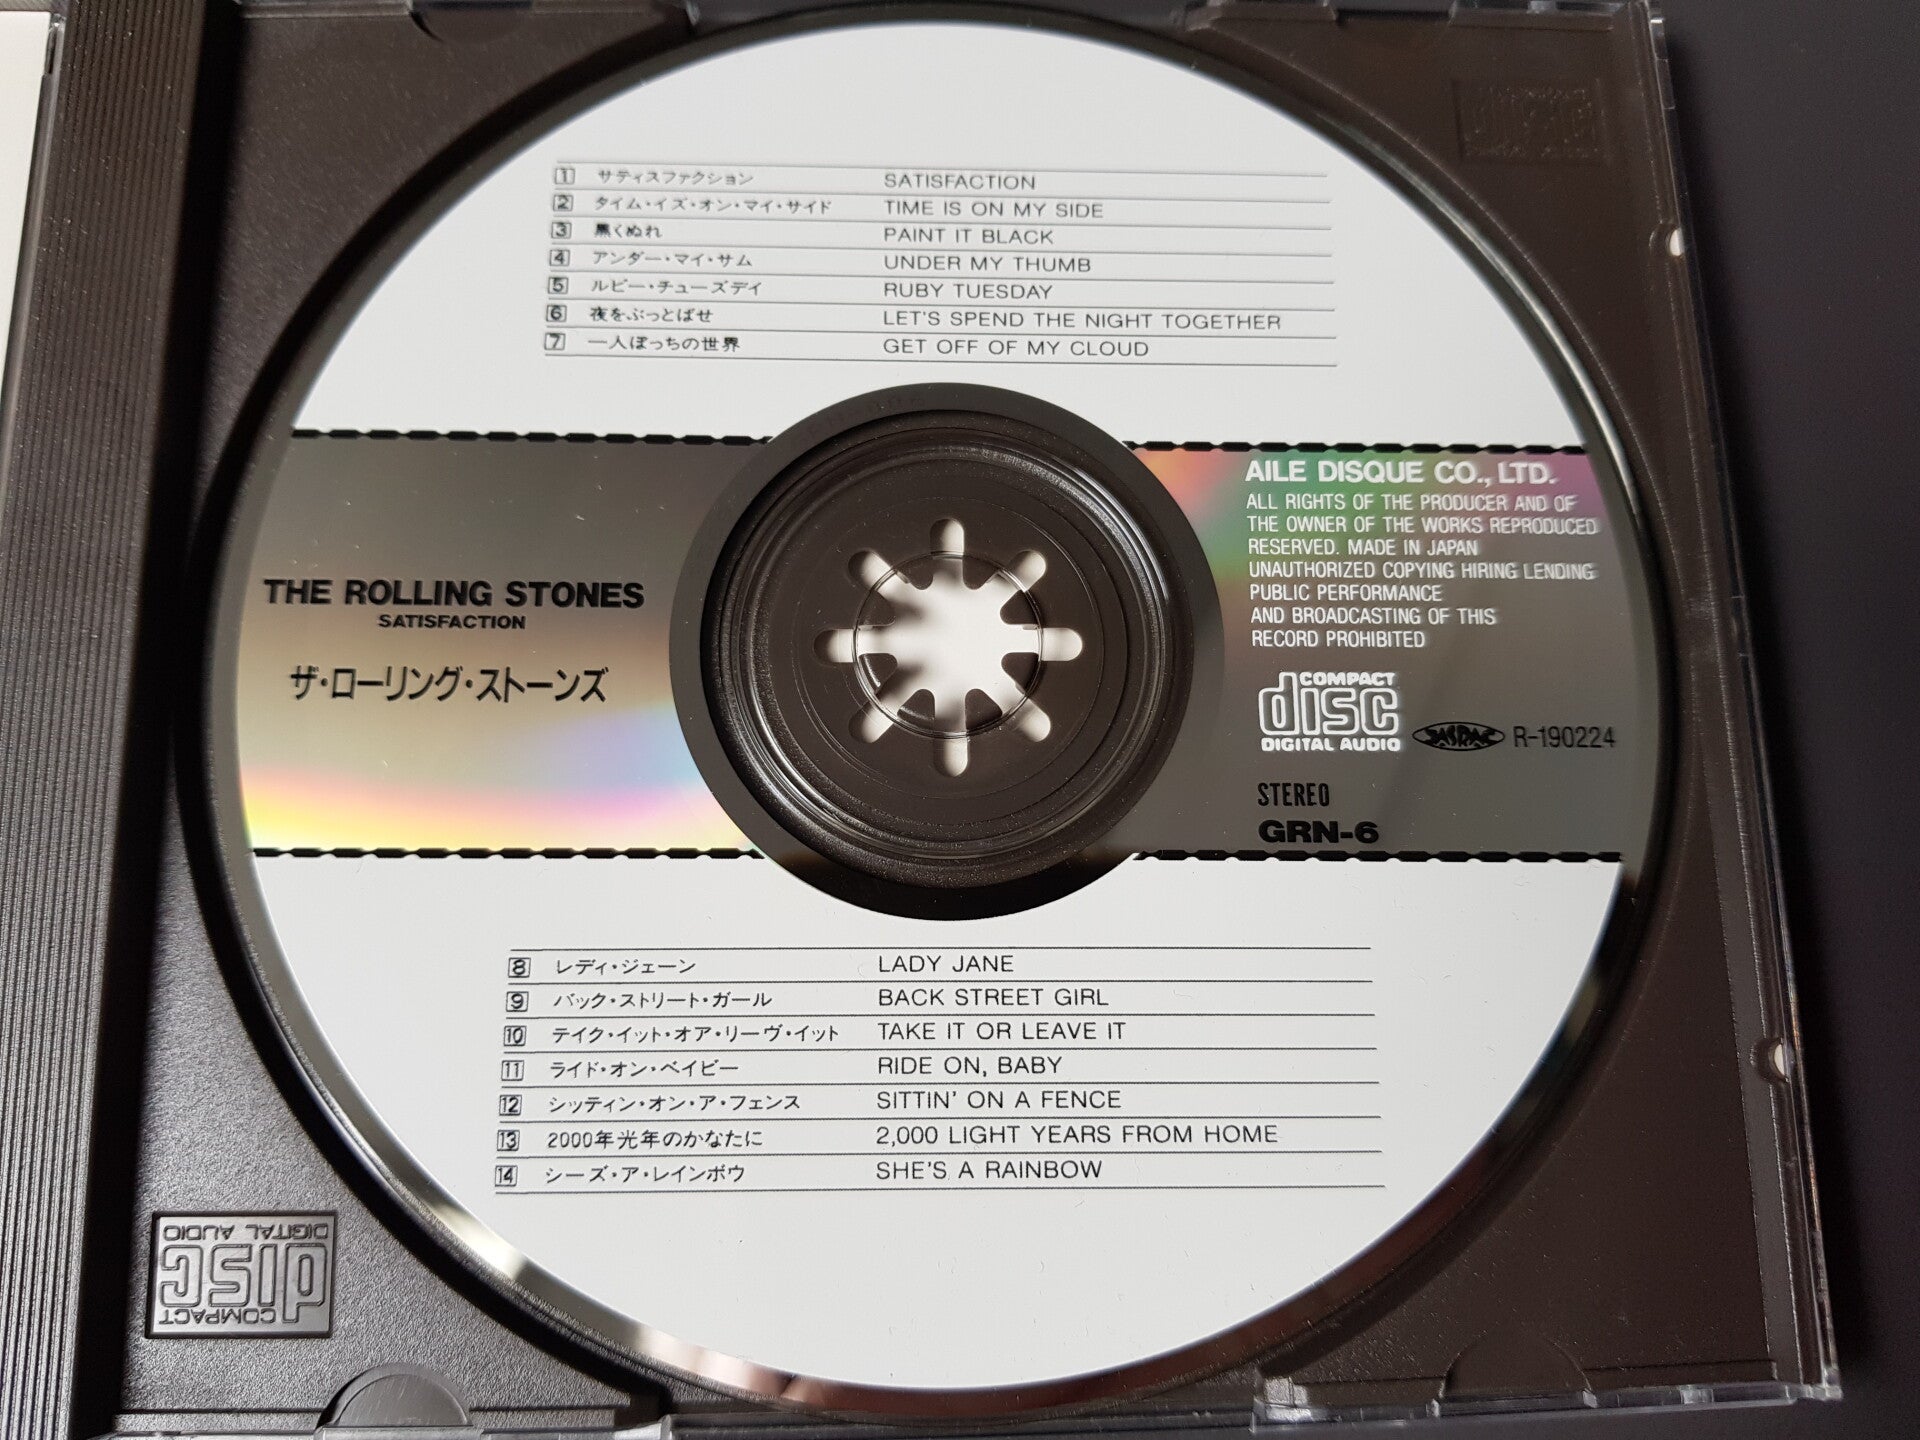 1 サティスファクション SATISFACTION
2 タイム・イズ・オン・マイ・サイド TIME IS ON MY SIDE
3 黒くぬれ PAINT IT BLACK
4 アンダー・マイ・サム UNDER MY THUMB
5 ルビー・チューズデイ RUBY TUESDAY
6 夜をぶっとばせ LET'S SPEND THE NIGHT TOGETHER
7 一人ぼっちの世界 GET OFF OF MY CLOUD
THE ROLLING STONES
SATISFACTION
ザ・ローリング・ストーンズ
AILE DISQUE CO., LTD.
ALL RIGHTS OF THE PRODUCER AND OF
THE OWNER OF THE WORKS REPRODUCED
RESERVED. MADE IN JAPAN
UNAUTHORIZED COPYING HIRING LENDING
PUBLIC PERFORMANCE
AND BROADCASTING OF THIS
RECORD PROHIBITED
COMPACT
disc
DIGITAL AUDIO
JASRAC R-190224
STEREO
GRN-6
8 レディ・ジェーン LADY JANE
9 バック・ストリート・ガール BACK STREET GIRL
10 テイク・イット・オア・リーヴ・イット TAKE IT OR LEAVE IT
11 ライド・オン・ベイビー RIDE ON, BABY
12 シッティン・オン・ア・フェンス SITTIN' ON A FENCE
13 2000年光年のかなたに 2,000 LIGHT YEARS FROM HOME
14 シーズ・ア・レインボウ SHE'S A RAINBOW
COMPACT
disc
DIGITAL AUDIO